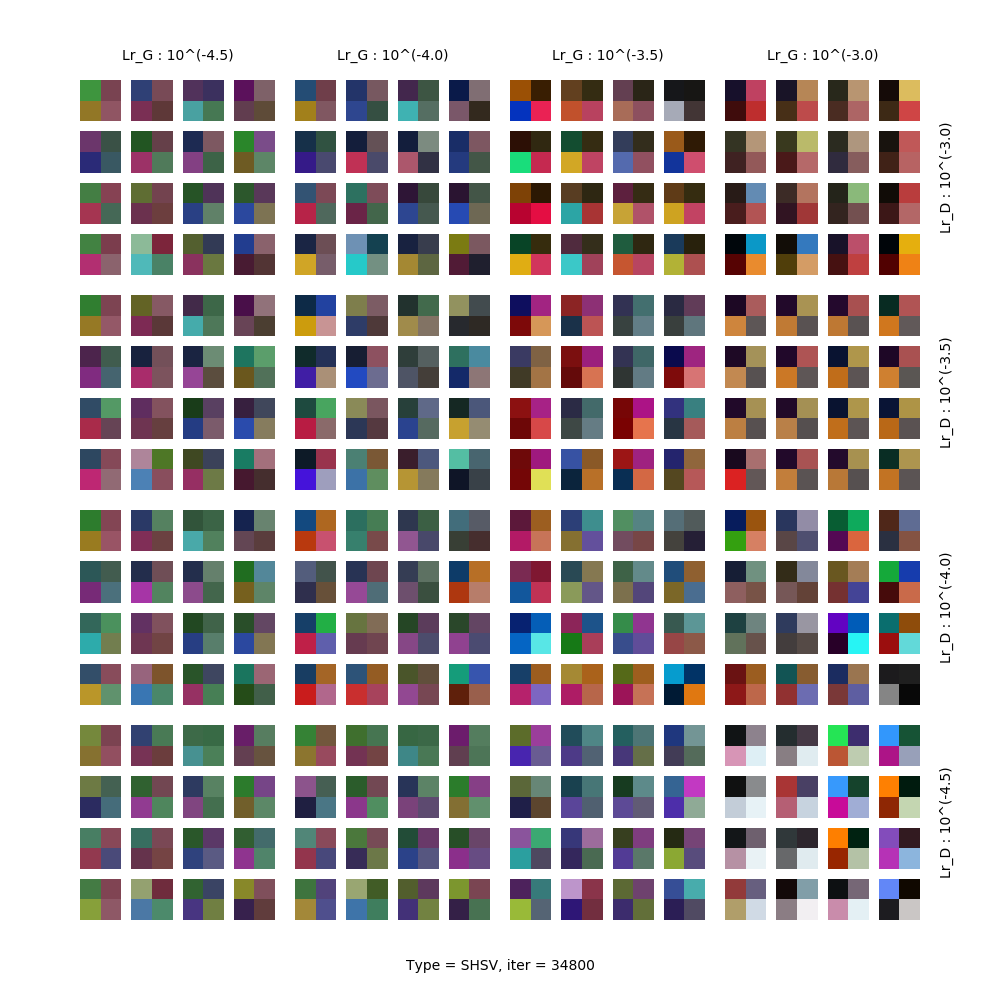 Lr_G : 10^(-4.5)
Lr_G : 10^(-4.0)
Lr_G : 10^(-3.5)
Lr_G : 10^(-3.0)
Lr_D : 10^(-3.0)
Lr_D : 10^(-3.5)
Lr_D : 10^(-4.0)
Lr_D : 10^(-4.5)
Type = SHSV, iter = 34800